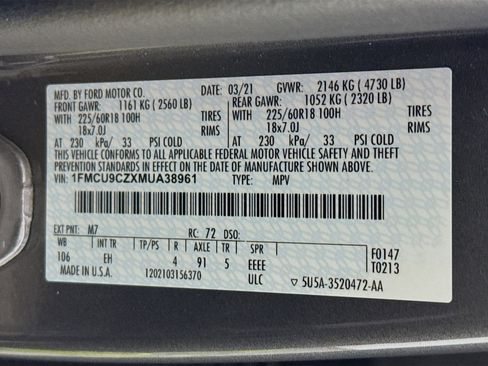 MFD. BY FORD MOTOR CO. DATE: 03/21 GVWR: 2146 KG (4730 LB)
FRONT GAWR: 1161 KG (2560 LB) REAR GAWR: 1052 KG (2320 LB)
WITH 225/60R18 100H TIRES WITH 225/60R18 100H TIRES
18x7.0J RIMS 18x7.0J RIMS
AT 230 kPa/ 33 PSI COLD AT 230 kPa/ 33 PSI COLD
THIS VEHICLE CONFORMS TO ALL APPLICABLE FEDERAL MOTOR VEHICLE SAFETY AND THEFT
PREVENTION STANDARDS IN EFFECT ON THE DATE OF MANUFACTURE SHOWN ABOVE.
VIN: 1FMCU9CZXMUA38961 TYPE: MPV
EXT PNT: M7 RC: 72 DSO:
WB INT TR TP/PS R AXLE TR SPR
106 EH 4 91 5 EEEE F0147
MADE IN U.S.A. 1202103156370 ULC T0213
5U5A-3520472-AA